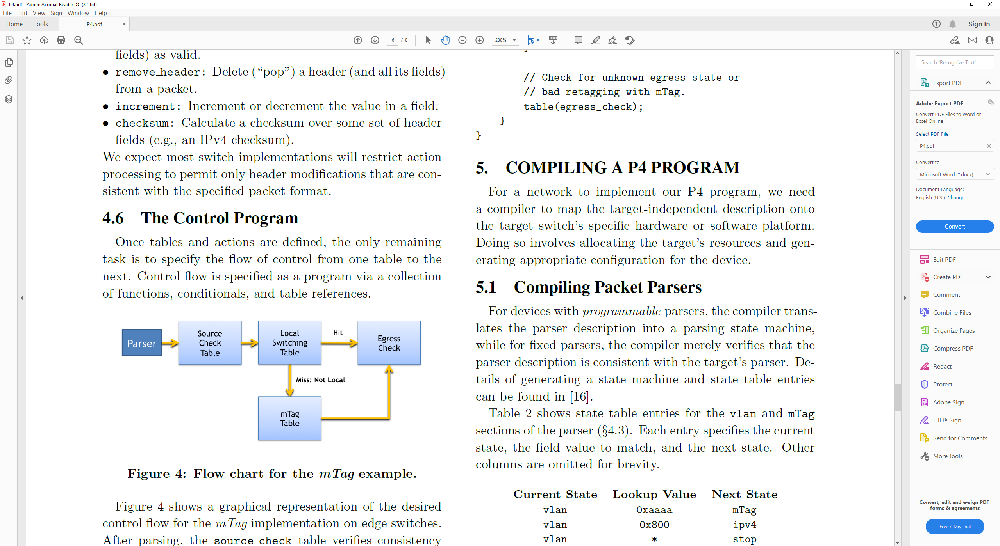 P4.pdf - Adobe Acrobat Reader DC (32-bit)
File Edit View Sign Window Help
Home Tools P4.pdf Sign In
6 / 8 238%
fields) as valid.
• remove_header: Delete (“pop”) a header (and all its fields)
from a packet.
• increment: Increment or decrement the value in a field.
• checksum: Calculate a checksum over some set of header
fields (e.g., an IPv4 checksum).
We expect most switch implementations will restrict action
processing to permit only header modifications that are con-
sistent with the specified packet format.
4.6 The Control Program
Once tables and actions are defined, the only remaining
task is to specify the flow of control from one table to the
next. Control flow is specified as a program via a collection
of functions, conditionals, and table references.
Parser
Source
Check
Table
Local
Switching
Table
Hit
Egress
Check
Miss: Not Local
mTag
Table
Figure 4: Flow chart for the mTag example.
Figure 4 shows a graphical representation of the desired
control flow for the mTag implementation on edge switches.
After parsing, the source_check table verifies consistency
}
// Check for unknown egress state or
// bad retagging with mTag.
table(egress_check);
}
}
5. COMPILING A P4 PROGRAM
For a network to implement our P4 program, we need
a compiler to map the target-independent description onto
the target switch’s specific hardware or software platform.
Doing so involves allocating the target’s resources and gen-
erating appropriate configuration for the device.
5.1 Compiling Packet Parsers
For devices with programmable parsers, the compiler trans-
lates the parser description into a parsing state machine,
while for fixed parsers, the compiler merely verifies that the
parser description is consistent with the target’s parser. De-
tails of generating a state machine and state table entries
can be found in [16].
Table 2 shows state table entries for the vlan and mTag
sections of the parser (§4.3). Each entry specifies the current
state, the field value to match, and the next state. Other
columns are omitted for brevity.
Current State Lookup Value Next State
vlan 0xaaaa mTag
vlan 0x800 ipv4
vlan * stop
Search 'Recognize Text'
Export PDF
Adobe Export PDF
Convert PDF Files to Word or
Excel Online
Select PDF File
P4.pdf
Convert to
Microsoft Word (*.docx)
Document Language:
English (U.S.) Change
Convert
Edit PDF
Create PDF
Comment
Combine Files
Organize Pages
Compress PDF
Redact
Protect
Adobe Sign
Fill & Sign
Send for Comments
More Tools
Convert, edit and e-sign PDF
forms & agreements
Free 7-Day Trial